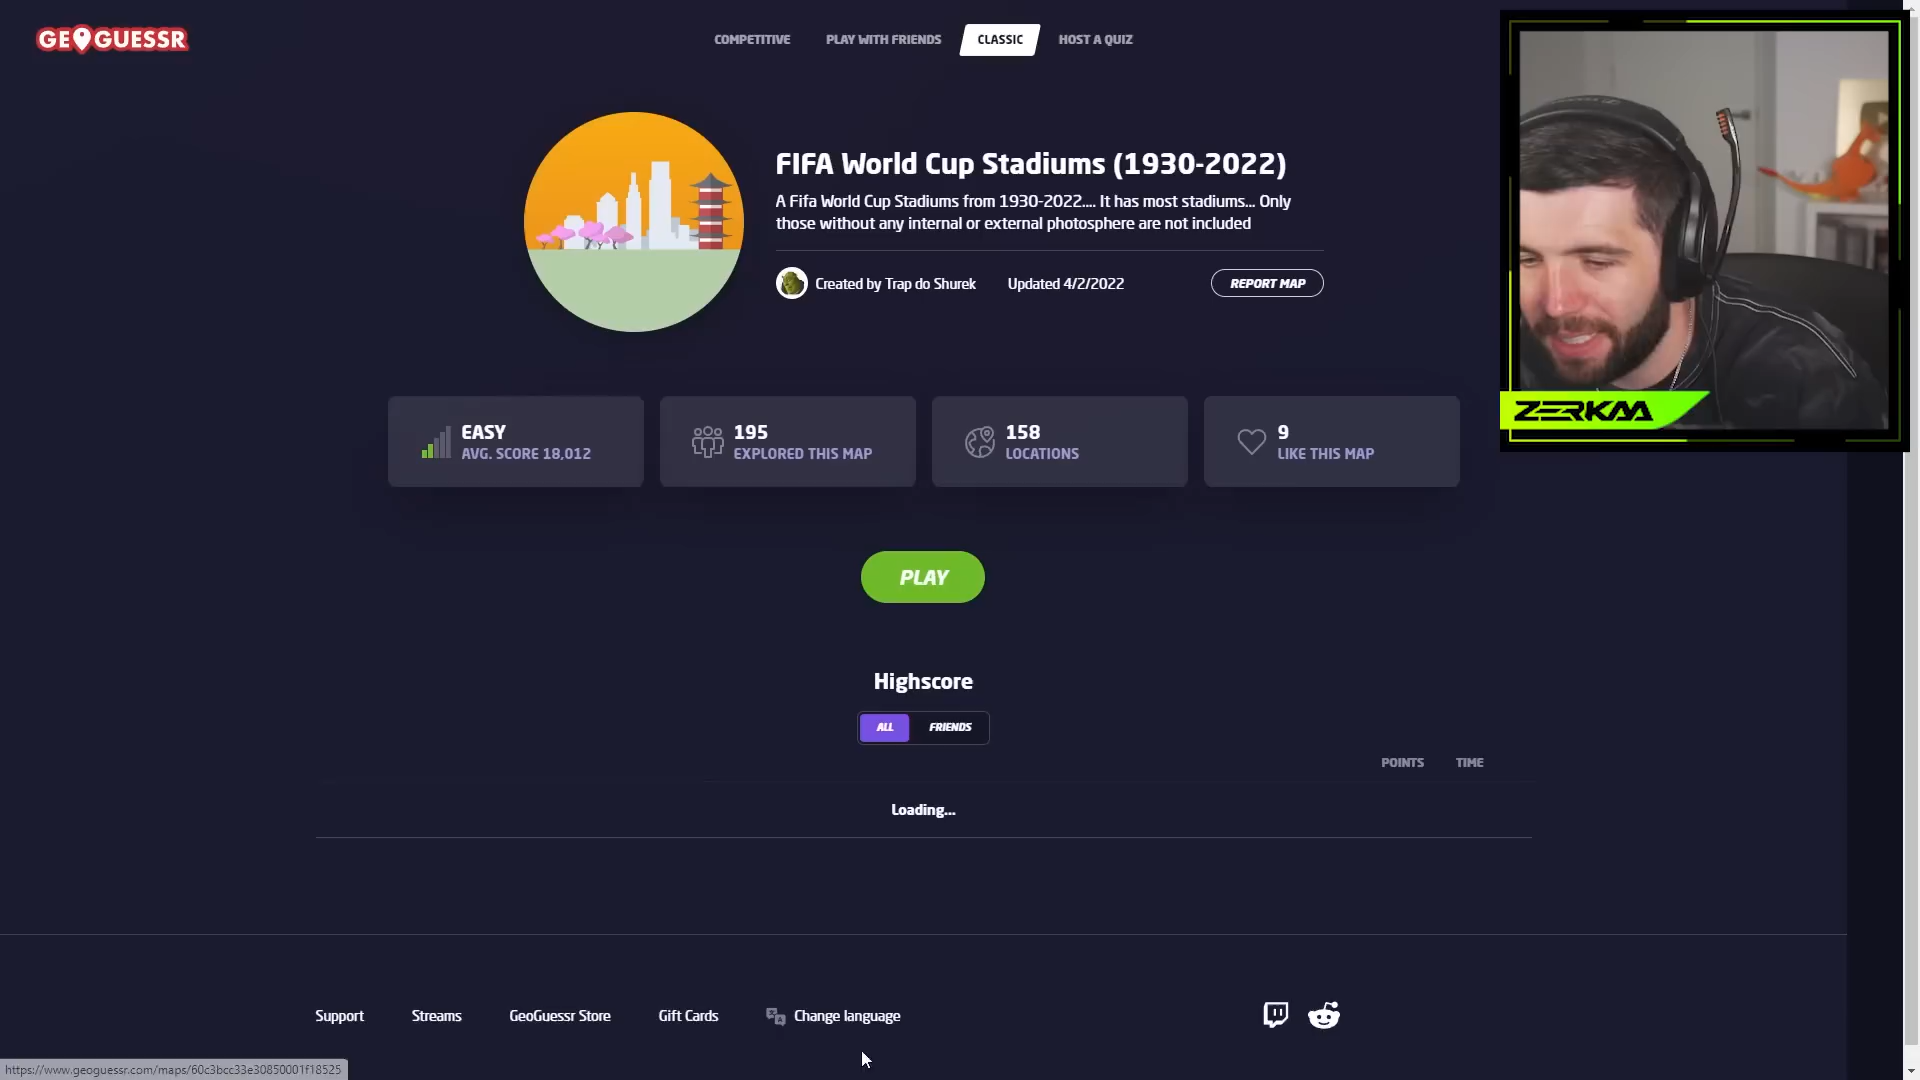 GEOGUESSR
COMPETITIVE
PLAY WITH FRIENDS
CLASSIC
HOST A QUIZ
FIFA World Cup Stadiums (1930-2022)
A Fifa World Cup Stadiums from 1930-2022.... It has most stadiums... Only
those without any internal or external photosphere are not included
Created by Trap do Shurek
Updated 4/2/2022
REPORT MAP
ZERKAA
EASY
AVG. SCORE 18,012
195
EXPLORED THIS MAP
158
LOCATIONS
9
LIKE THIS MAP
PLAY
Highscore
ALL
FRIENDS
POINTS
TIME
Loading...
Support
Streams
GeoGuessr Store
Gift Cards
Change language
https://www.geoguessr.com/maps/60c3bcc33e30850001f18525